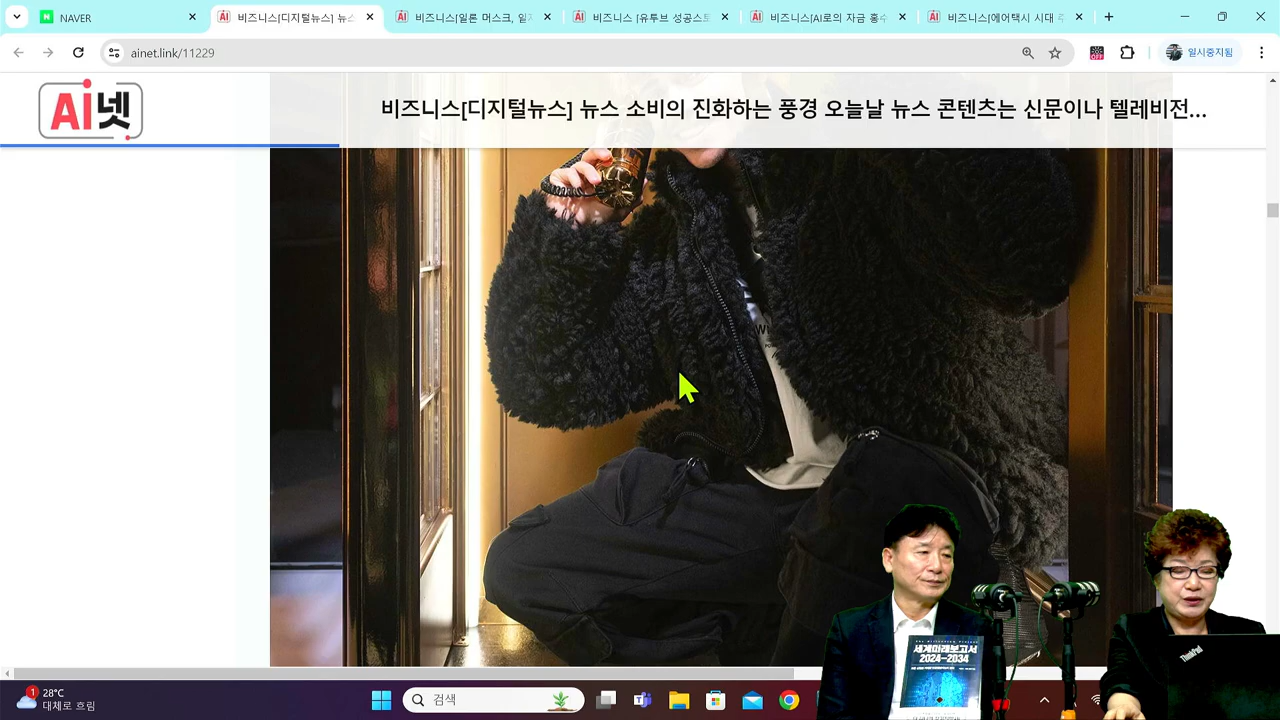 NAVER
비즈니스[디지털뉴스] 뉴스
비즈니스[일론 머스크, 일
비즈니스 [유투브 성공스토
비즈니스[AI로의 자금 홍수
비즈니스[에어택시 시대
ainet.link/11229
OFF
일시중지됨
Ai넷
비즈니스[디지털뉴스] 뉴스 소비의 진화하는 풍경 오늘날 뉴스 콘텐츠는 신문이나 텔레비전...
세계미래보고서
2024-2034
ThinkPad
1
28°C
대체로 흐림
검색